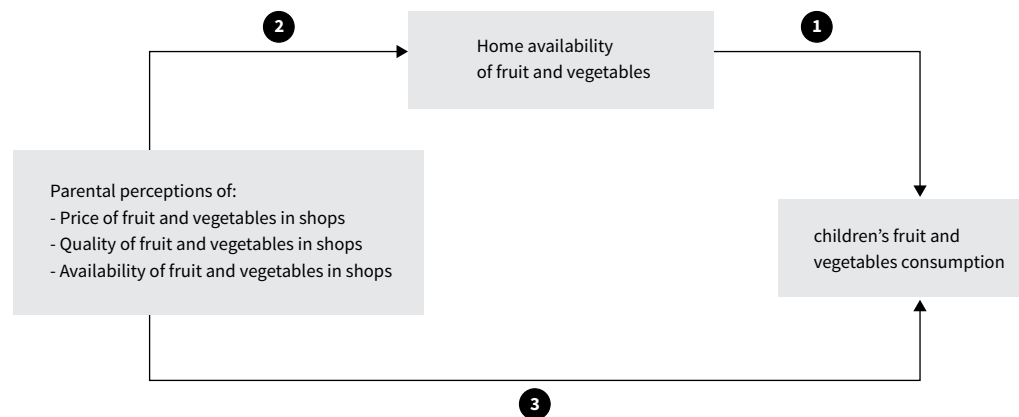 2
1
Home availability
of fruit and vegetables
Parental perceptions of:
- Price of fruit and vegetables in shops
- Quality of fruit and vegetables in shops
- Availability of fruit and vegetables in shops
children’s fruit and
vegetables consumption
3